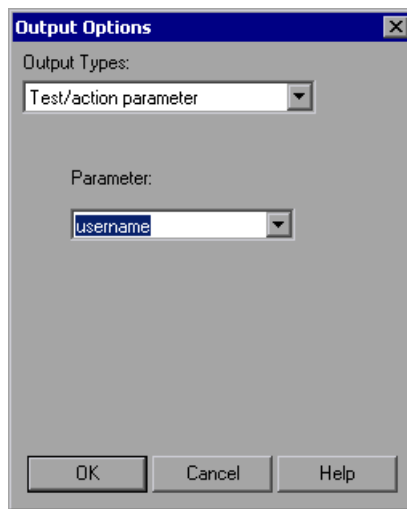 Output Options
Output Types:
Test/action parameter
Parameter:
username
OK Cancel Help